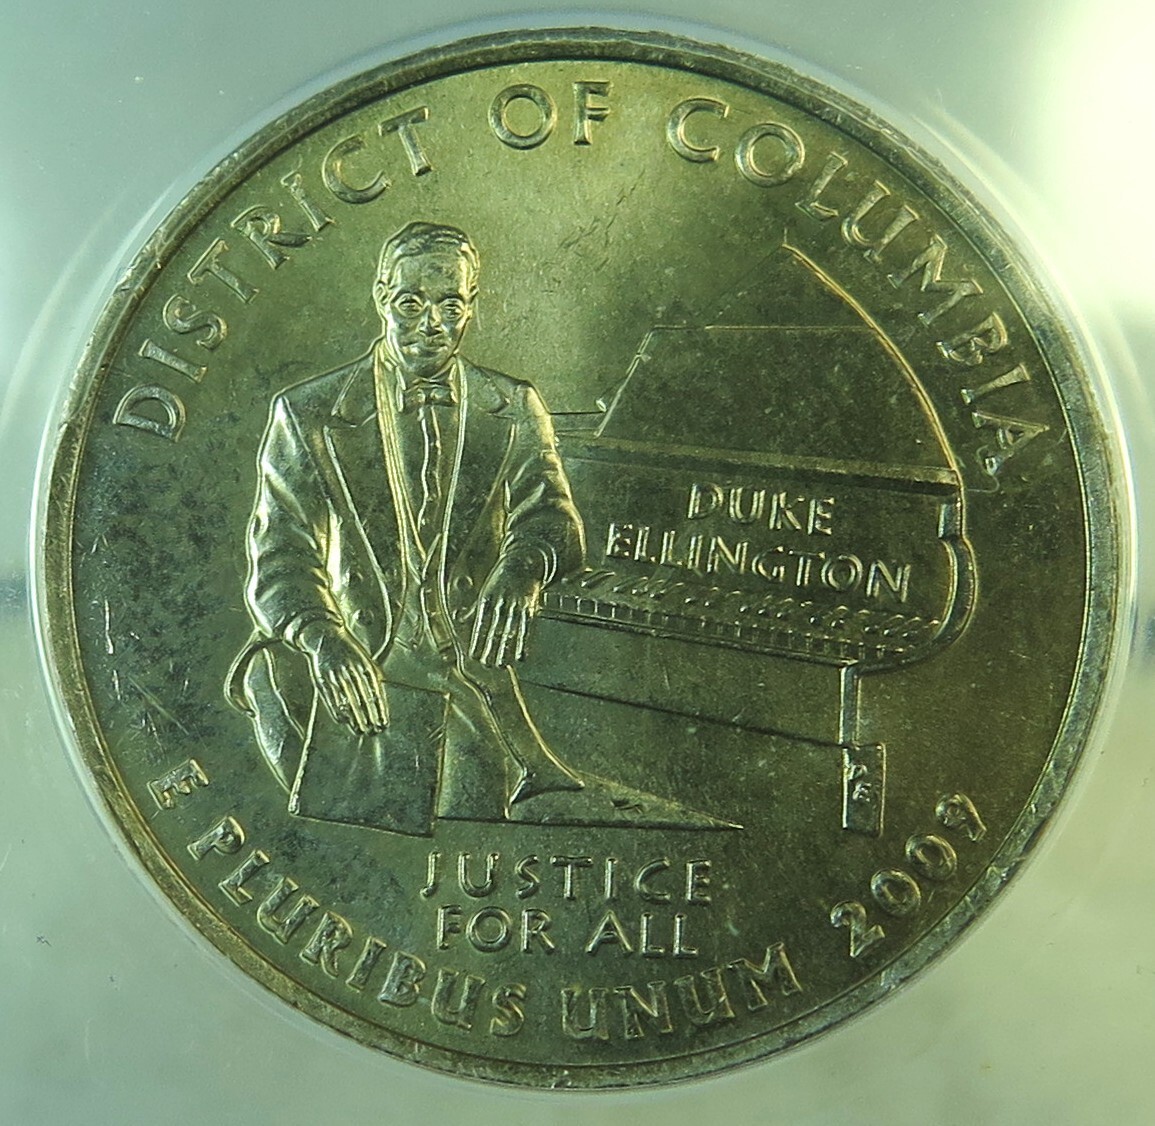 DISTRICT OF COLUMBIA
DUKE
ELLINGTON
JUSTICE
FOR ALL
E PLURIBUS UNUM 2009